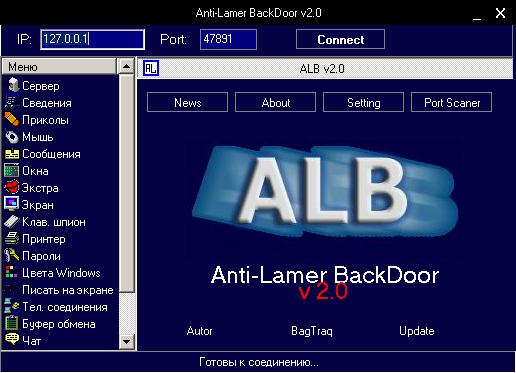 Anti-Lamer BackDoor v2.0
IP: 127.0.0.1 Port: 47891 Connect
Меню
Сервер
Сведения
Приколы
Мышь
Сообщения
Окна
Экстра
Экран
Клав. шпион
Принтер
Пароли
Цвета Windows
Писать на экране
Тел. соединения
Буфер обмена
Чат
AL ALB v2.0
News About Setting Port Scaner
ALB
Anti-Lamer BackDoor
v 2.0
Autor BagTraq Update
Готовы к соединению...